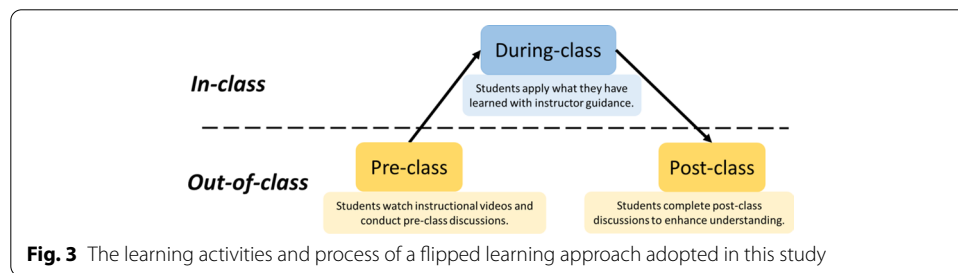 During-class
In-class
Students apply what they have
learned with instructor guidance.
Pre-class
Post-class
Out-of-class
Students watch instructional videos and
conduct pre-class discussions.
Students complete post-class
discussions to enhance understanding.
Fig. 3 The learning activities and process of a flipped learning approach adopted in this study